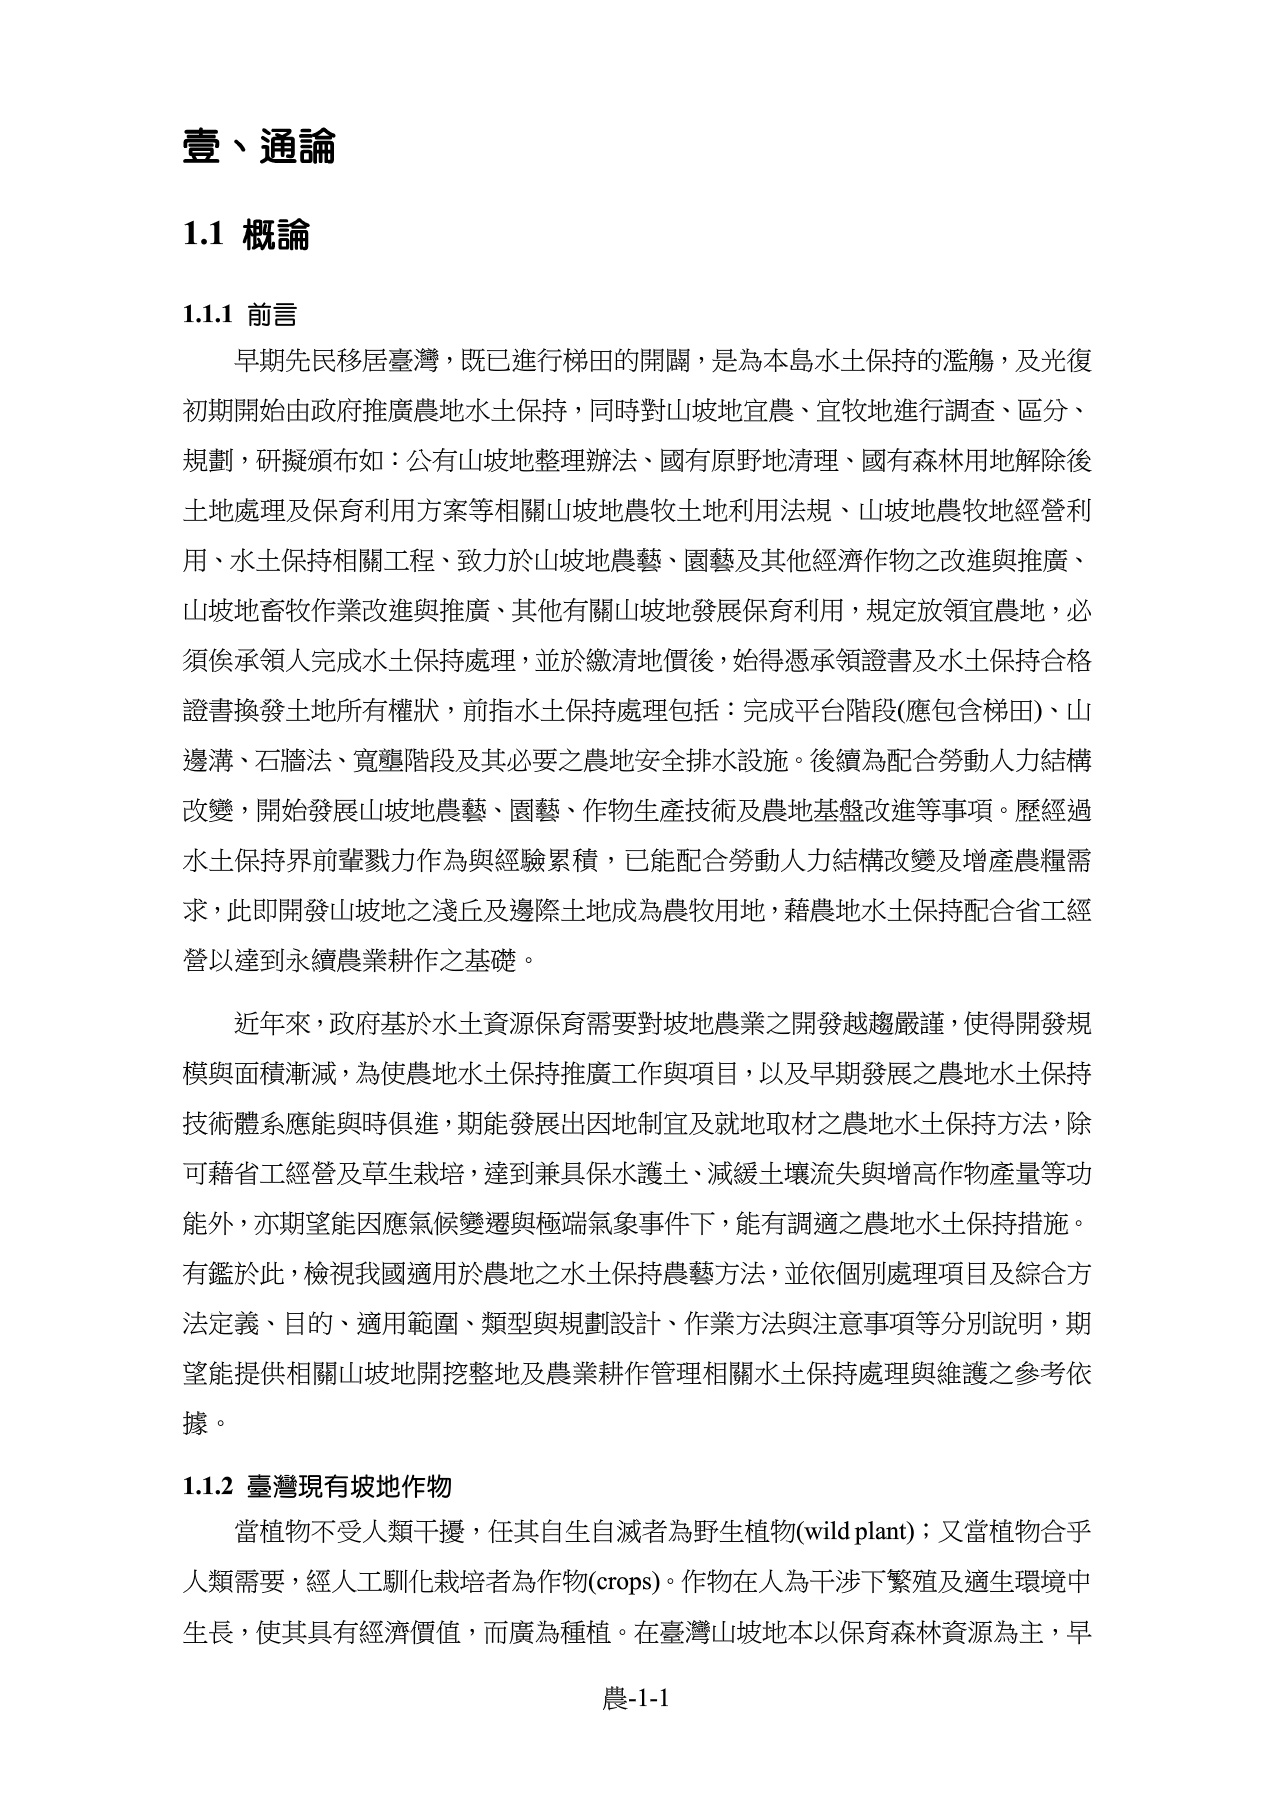 壹、通論
1.1 概論
1.1.1 前言
早期先民移居臺灣，既已進行梯田的開闢，是為本島水土保持的濫觴，及光復
初期開始由政府推廣農地水土保持，同時對山坡地宜農、宜牧地進行調查、區分、
規劃，研擬頒布如：公有山坡地整理辦法、國有原野地清理、國有森林用地解除後
土地處理及保育利用方案等相關山坡地農牧土地利用法規、山坡地農牧地經營利
用、水土保持相關工程、致力於山坡地農藝、園藝及其他經濟作物之改進與推廣、
山坡地畜牧作業改進與推廣、其他有關山坡地發展保育利用，規定放領宜農地，必
須俟承領人完成水土保持處理，並於繳清地價後，始得憑承領證書及水土保持合格
證書換發土地所有權狀，前指水土保持處理包括：完成平台階段(應包含梯田)、山
邊溝、石牆法、寬壟階段及其必要之農地安全排水設施。後續為配合勞動人力結構
改變，開始發展山坡地農藝、園藝、作物生產技術及農地基盤改進等事項。歷經過
水土保持界前輩戮力作為與經驗累積，已能配合勞動人力結構改變及增產農糧需
求，此即開發山坡地之淺丘及邊際土地成為農牧用地，藉農地水土保持配合省工經
營以達到永續農業耕作之基礎。
近年來，政府基於水土資源保育需要對坡地農業之開發越趨嚴謹，使得開發規
模與面積漸減，為使農地水土保持推廣工作與項目，以及早期發展之農地水土保持
技術體系應能與時俱進，期能發展出因地制宜及就地取材之農地水土保持方法，除
可藉省工經營及草生栽培，達到兼具保水護土、減緩土壤流失與增高作物產量等功
能外，亦期望能因應氣候變遷與極端氣象事件下，能有調適之農地水土保持措施。
有鑑於此，檢視我國適用於農地之水土保持農藝方法，並依個別處理項目及綜合方
法定義、目的、適用範圍、類型與規劃設計、作業方法與注意事項等分別說明，期
望能提供相關山坡地開挖整地及農業耕作管理相關水土保持處理與維護之參考依
據。
1.1.2 臺灣現有坡地作物
當植物不受人類干擾，任其自生自滅者為野生植物(wild plant)；又當植物合乎
人類需要，經人工馴化栽培者為作物(crops)。作物在人為干涉下繁殖及適生環境中
生長，使其具有經濟價值，而廣為種植。在臺灣山坡地本以保育森林資源為主，早
農-1-1